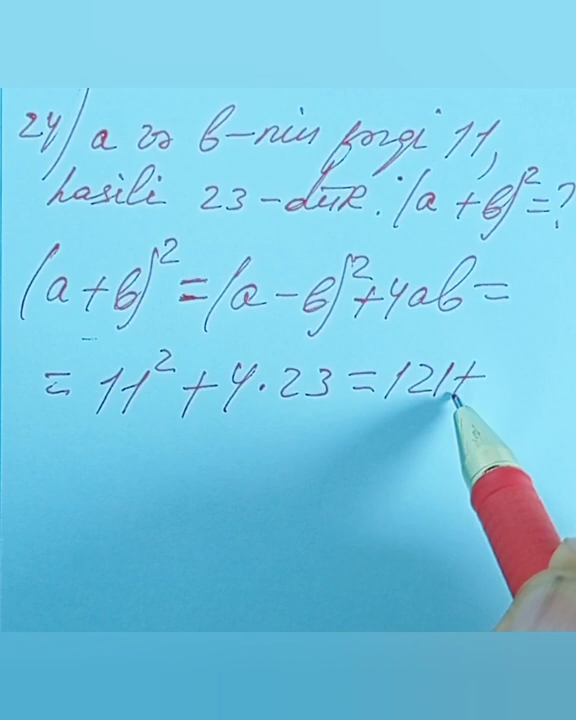 24) a və b-nin fərqi 11,
hasili 23-dür. (a + b)² = ?
(a + b)² = (a - b)² + 4ab =
= 11² + 4 · 23 = 121 +